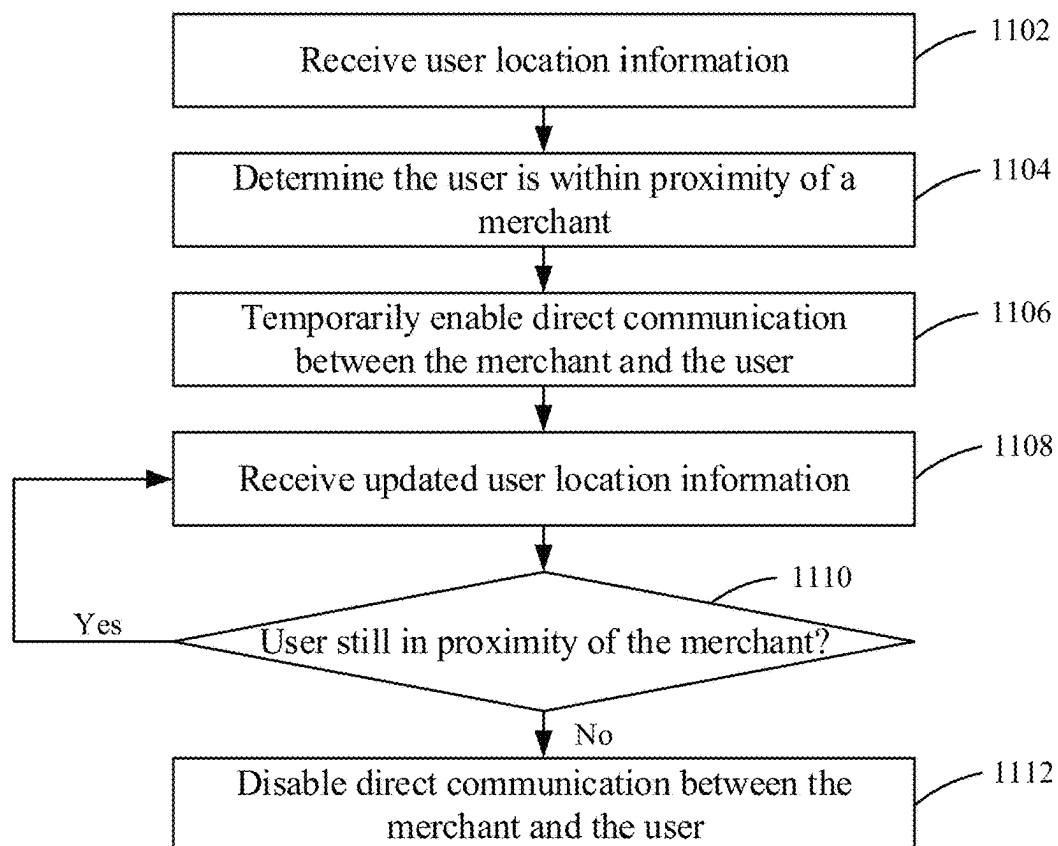 Receive user location information
1102
Determine the user is within proximity of a
merchant
1104
Temporarily enable direct communication
between the merchant and the user
1106
Receive updated user location information
1108
User still in proximity of the merchant?
1110
Yes
No
Disable direct communication between the
merchant and the user
1112